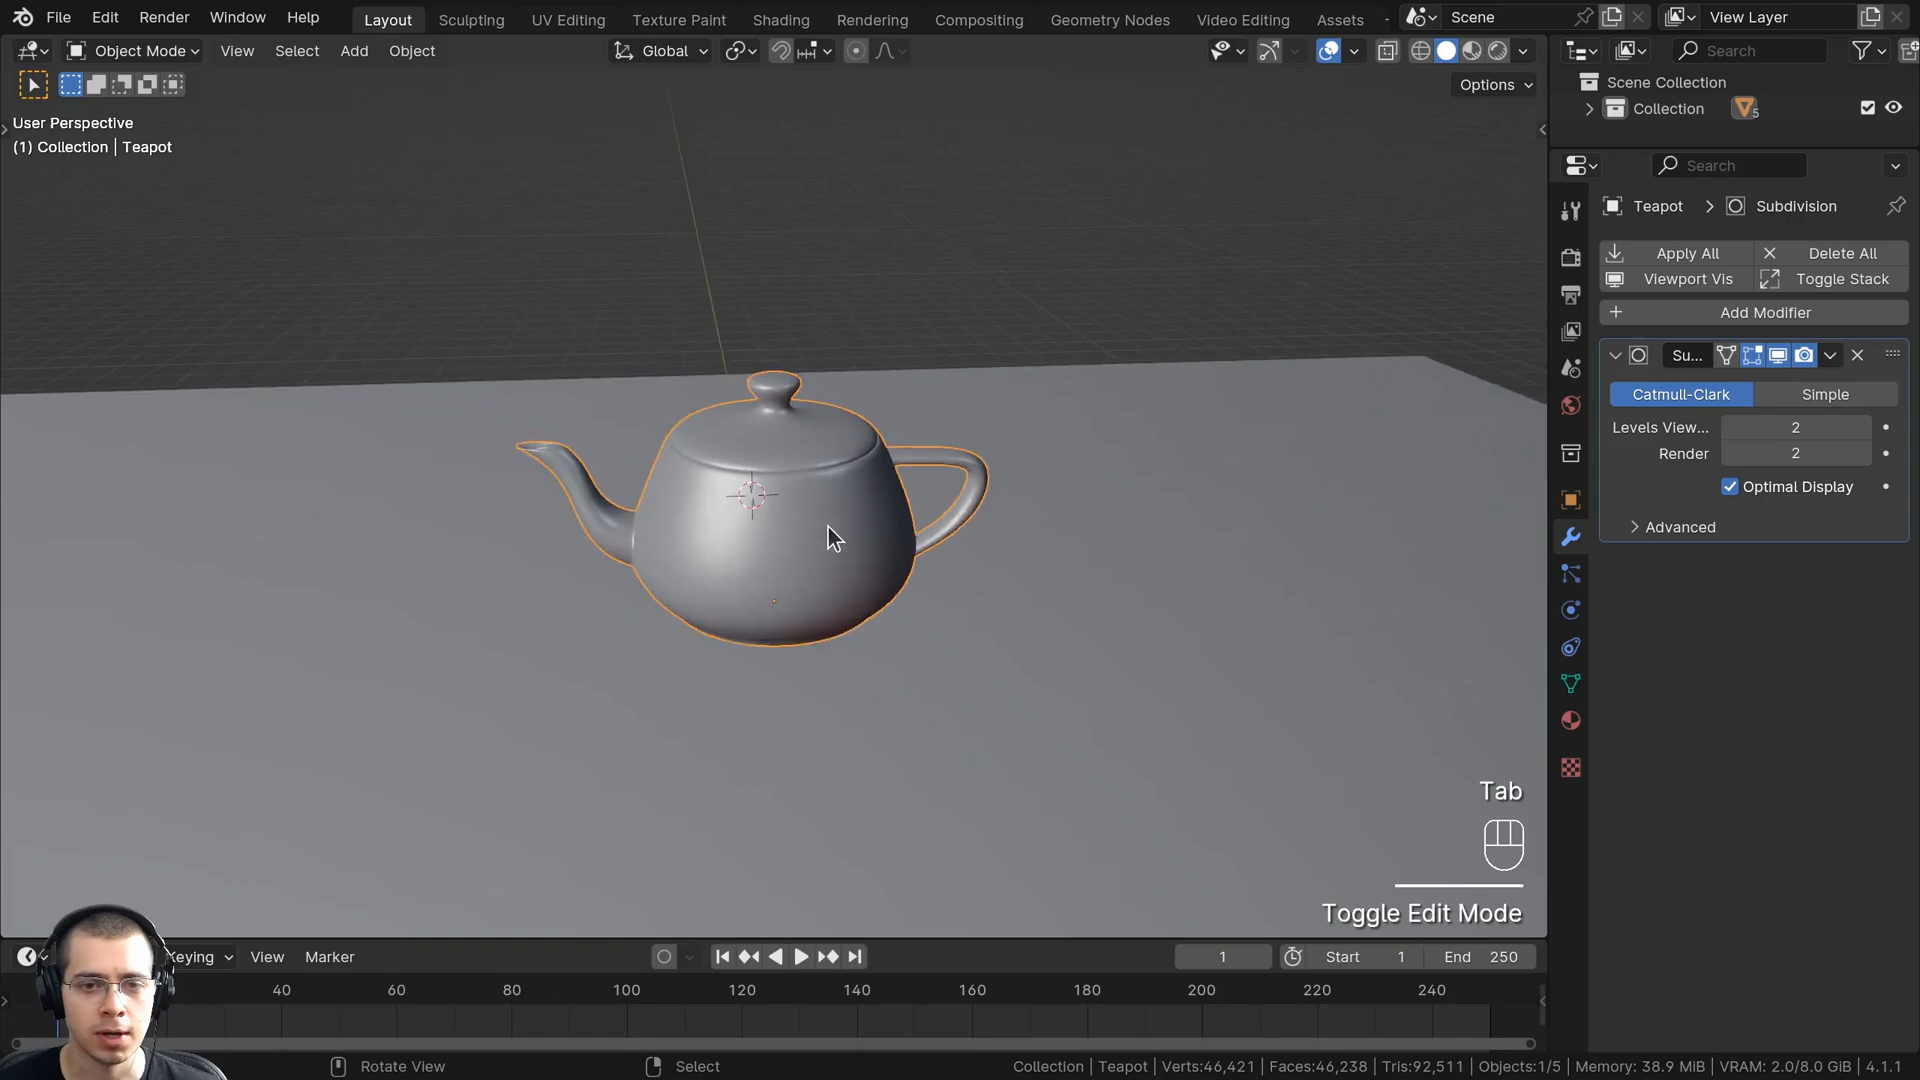 File Edit Render Window Help Layout Sculpting UV Editing Texture Paint Shading Rendering Compositing Geometry Nodes Video Editing Assets Scene View Layer
Object Mode View Select Add Object Global Search
Options
User Perspective
(1) Collection | Teapot
Scene Collection
Collection 5
Search
Teapot Subdivision
Apply All Delete All
Viewport Vis Toggle Stack
Add Modifier
Su...
Catmull-Clark Simple
Levels View... 2
Render 2
Optimal Display
Advanced
Tab
Toggle Edit Mode
Keying View Marker 1 Start 1 End 250
40 60 80 100 120 140 160 180 200 220 240
Rotate View Select Collection | Teapot | Verts:46,421 | Faces:46,238 | Tris:92,511 | Objects:1/5 | Memory: 38.9 MiB | VRAM: 2.0/8.0 GiB | 4.1.1